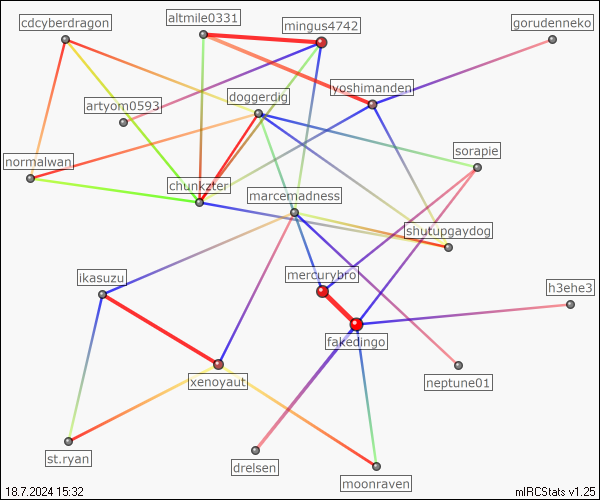 altmile0331
cdcyberdragon
mingus4742
gorudenneko
yoshimanden
doggerdig
artyom0593
sorapie
normalwan
chunkzter
marcemadness
shutupgaydog
mercurybro
ikasuzu
h3ehe3
fakedingo
xenoyaut
neptune01
st.ryan
drelsen
moonraven
18.7.2024 15:32
mIRCStats v1.25